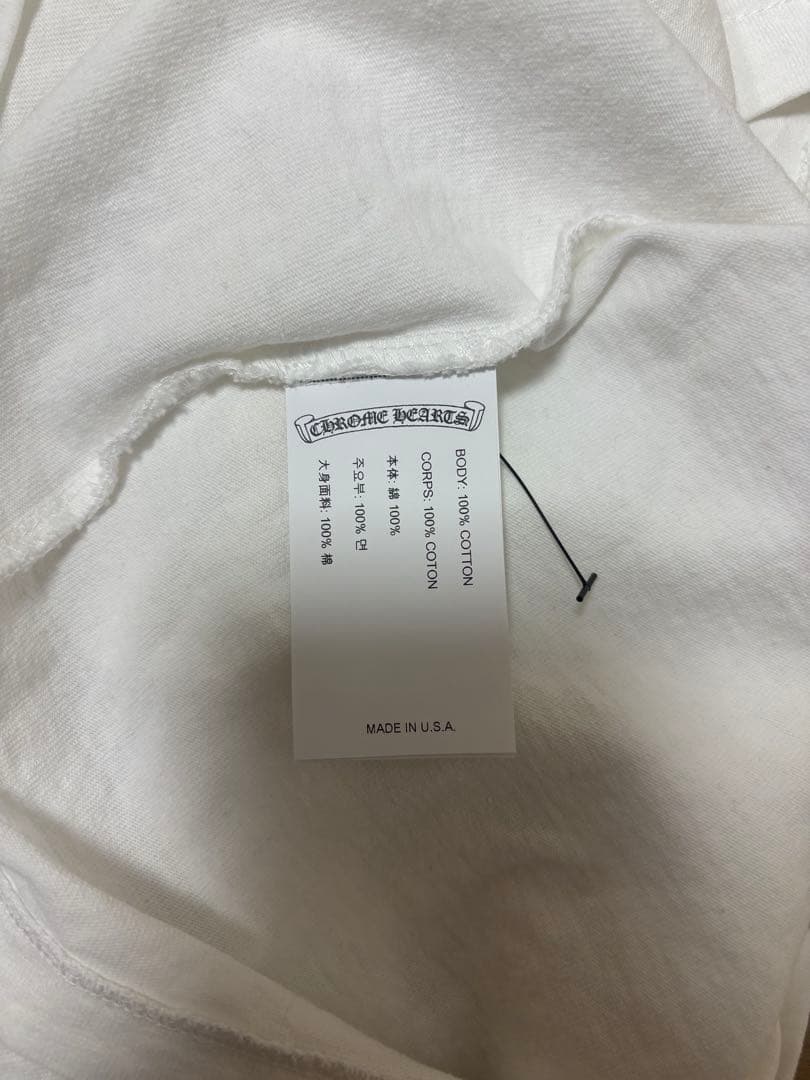 CHROME HEARTS
BODY: 100% COTTON
CORPS: 100% COTON
本体: 綿 100%
주요부: 100% 면
大身面料: 100% 棉
MADE IN U.S.A.